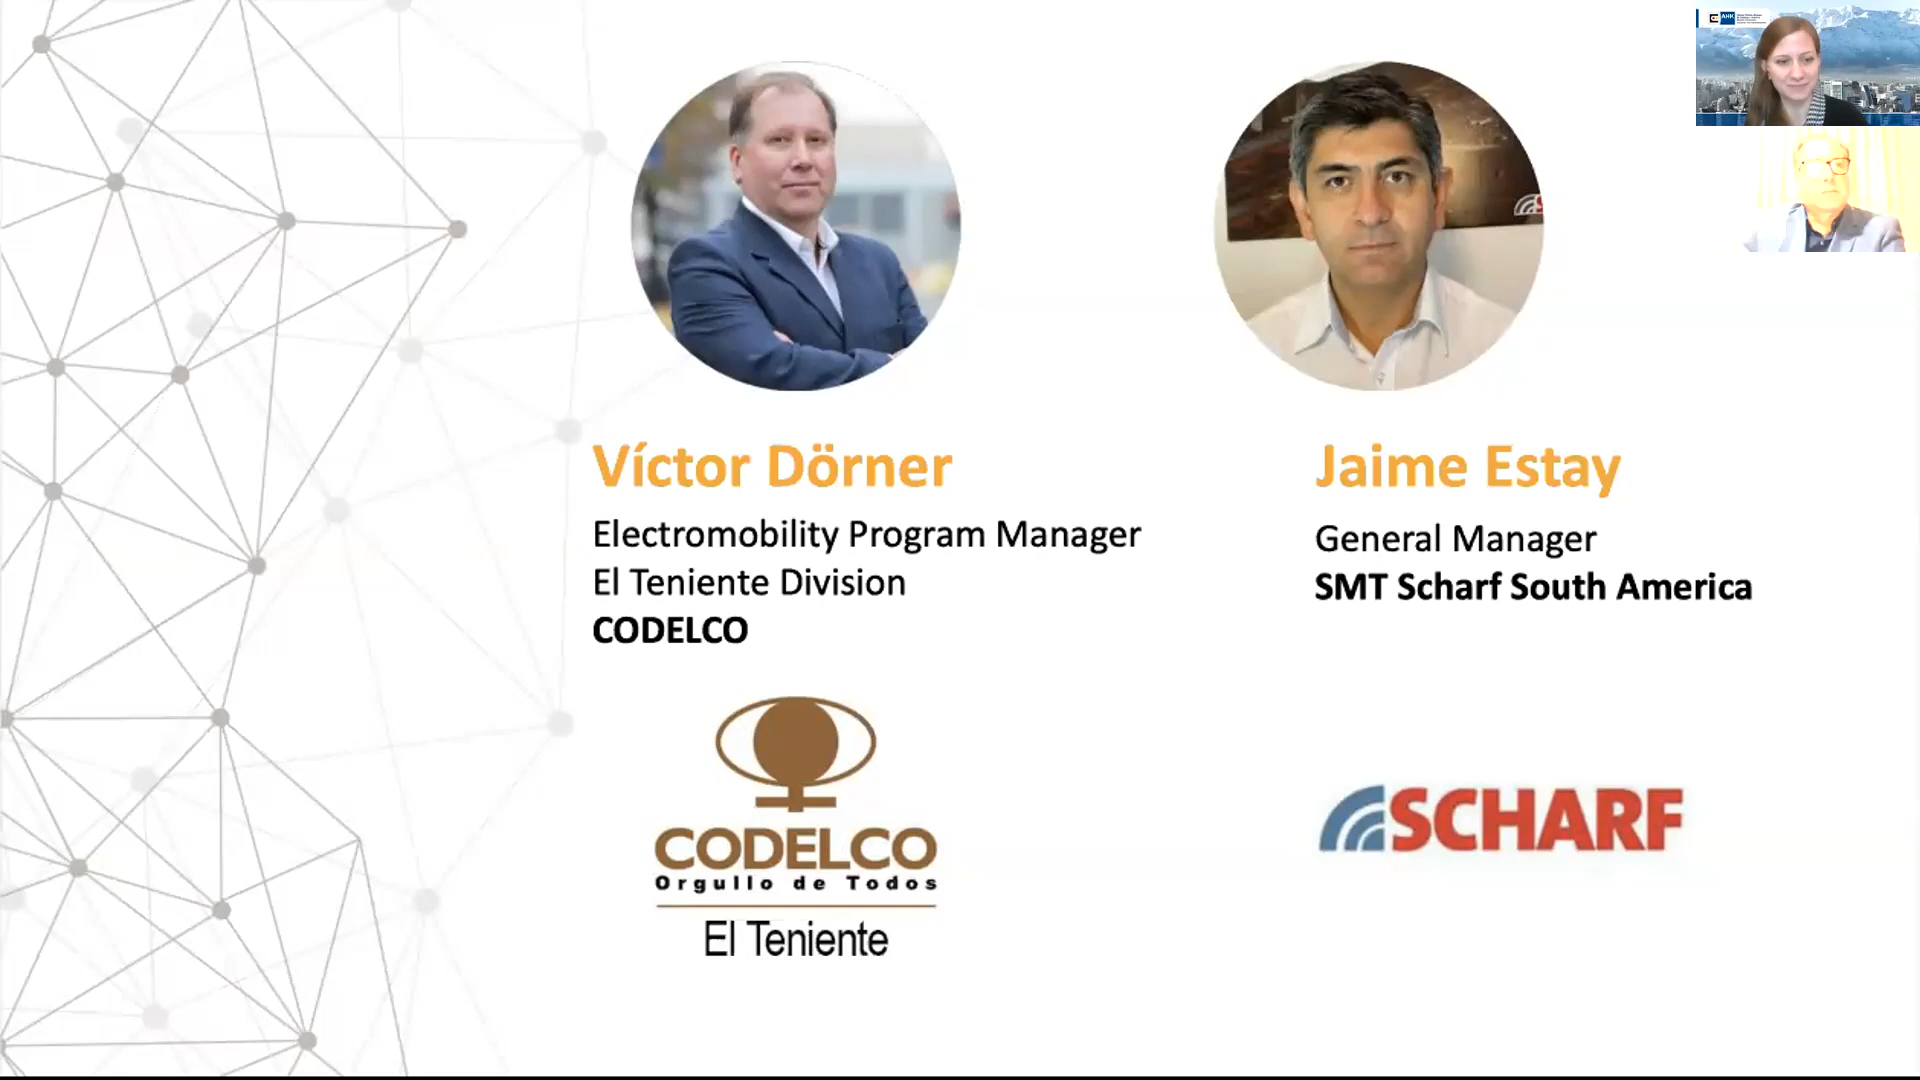 AHK
Víctor Dörner
Electromobility Program Manager
El Teniente Division
CODELCO
CODELCO
Orgullo de Todos
El Teniente
Jaime Estay
General Manager
SMT Scharf South America
SCHARF